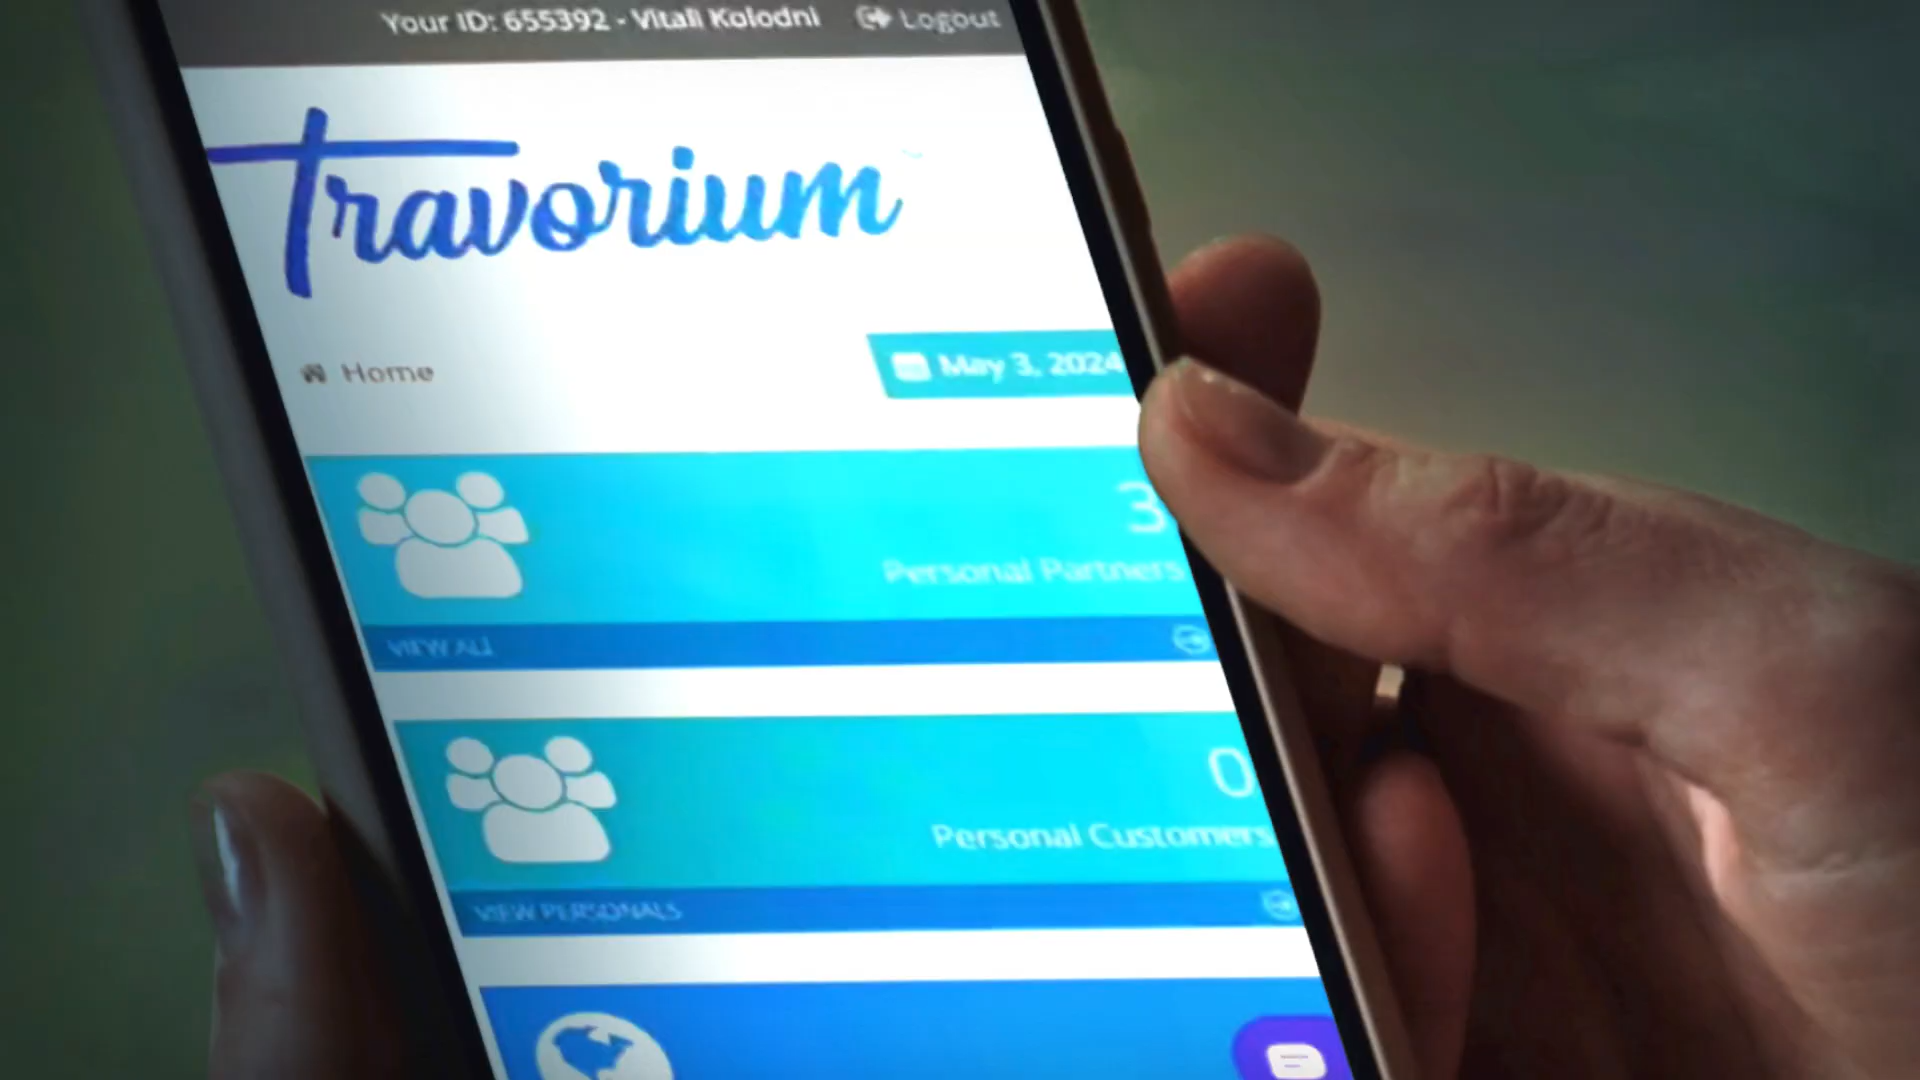 Your ID: 655392 - Vitali Kolodni
Logout
Travorium
Home
May 3, 2024
3
Personal Partners
VIEW ALL
0
Personal Customers
VIEW PERSONALS